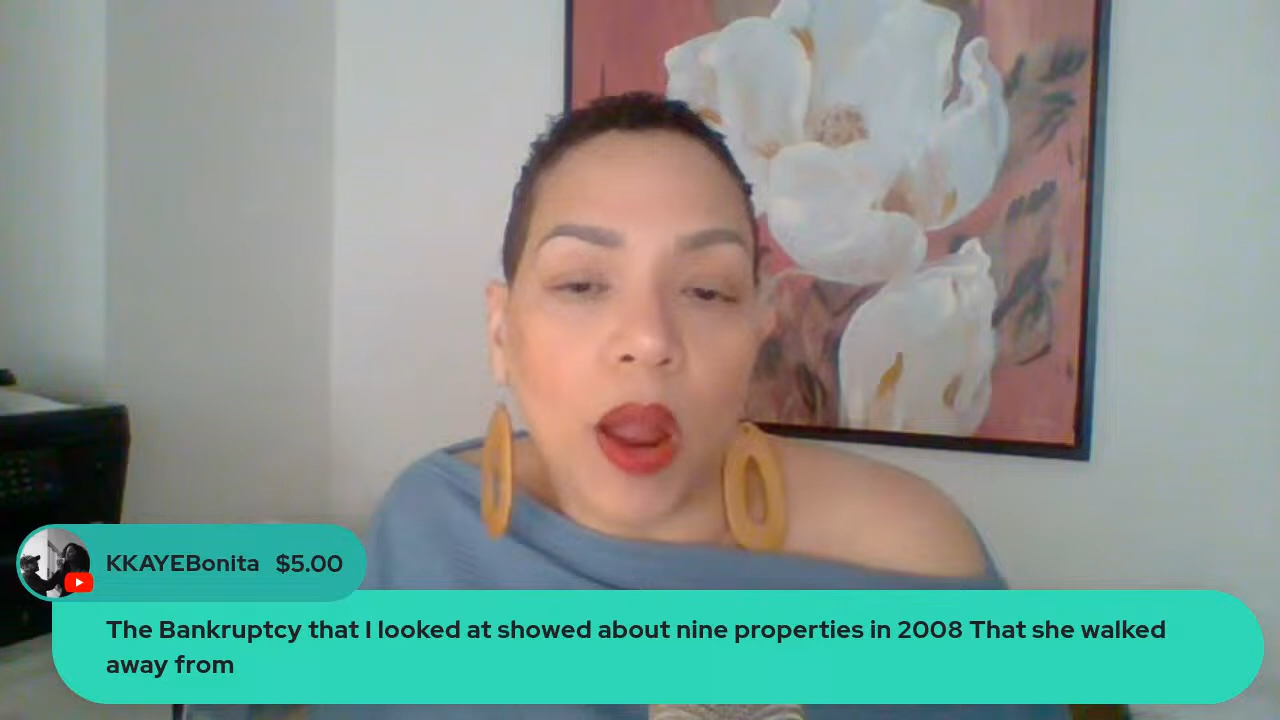 KKAYEBonita $5.00
The Bankruptcy that I looked at showed about nine properties in 2008 That she walked
away from